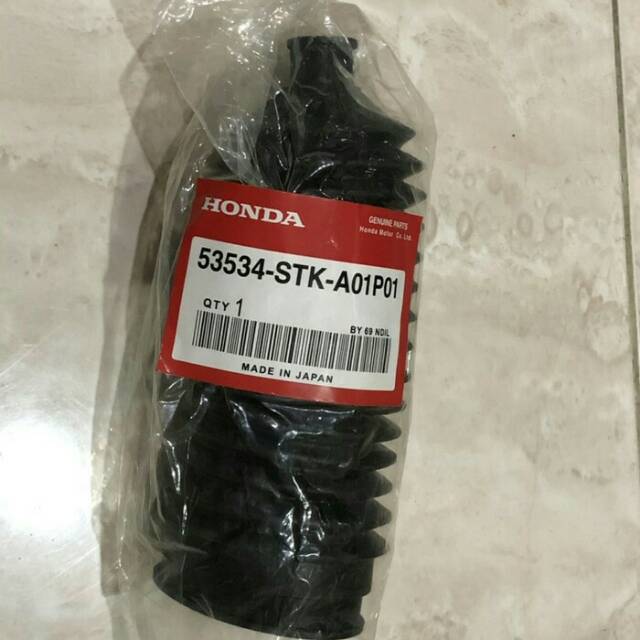 HONDA
GENUINE PARTS
Honda Motor Co. Ltd.
53534-STK-A01P01
QTY 1
BY 69 NDIL
MADE IN JAPAN